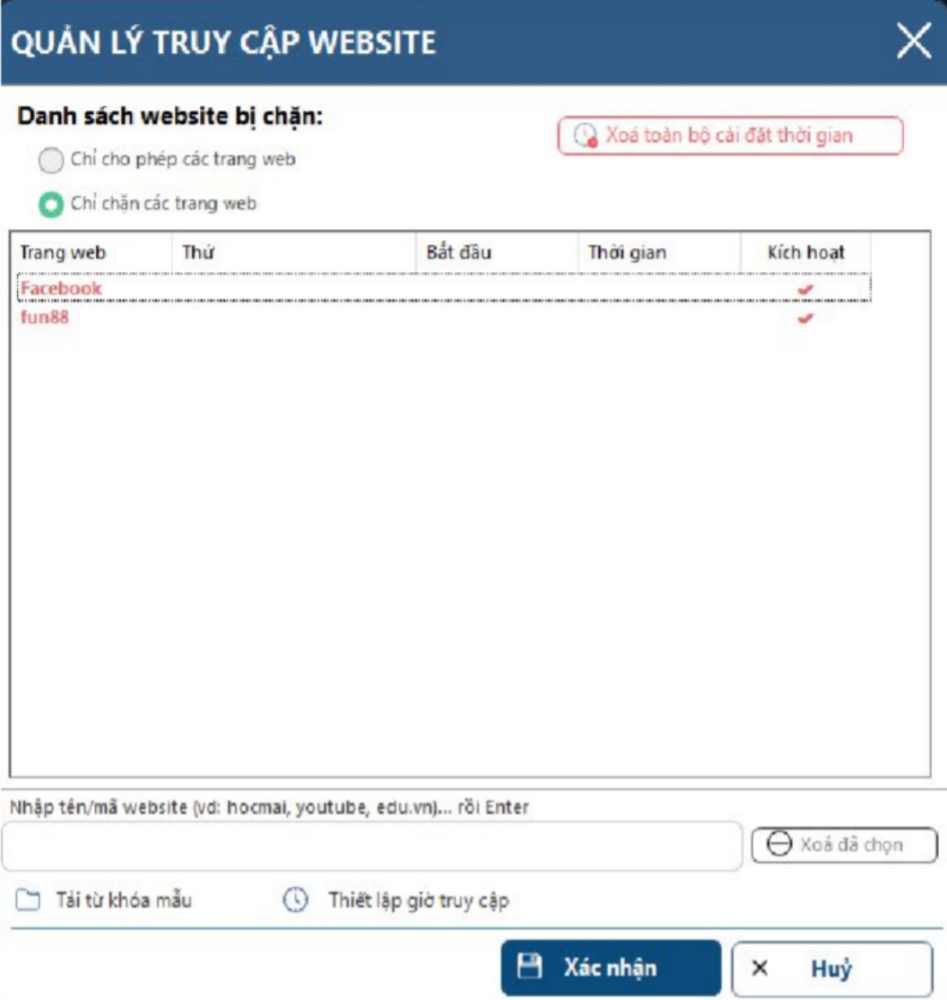 QUẢN LÝ TRUY CẬP WEBSITE
Danh sách website bị chặn:
Xoá toàn bộ cài đặt thời gian
Chỉ cho phép các trang web
Chỉ chặn các trang web
Trang web Thứ Bắt đầu Thời gian Kích hoạt
Facebook
fun88
Nhập tên/mã website (vd: hocmai, youtube, edu.vn)... rồi Enter
Xoá đã chọn
Tải từ khóa mẫu Thiết lập giờ truy cập
Xác nhận Huỷ